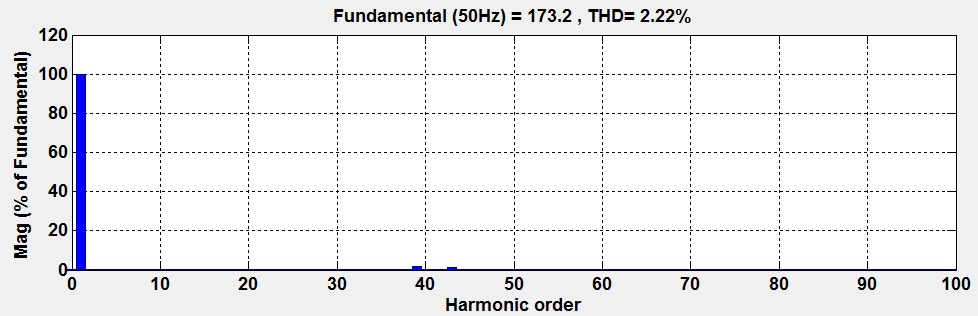 Fundamental (50Hz) = 173.2 , THD= 2.22%
Mag (% of Fundamental)
120
100
80
60
40
20
0
0 10 20 30 40 50 60 70 80 90 100
Harmonic order